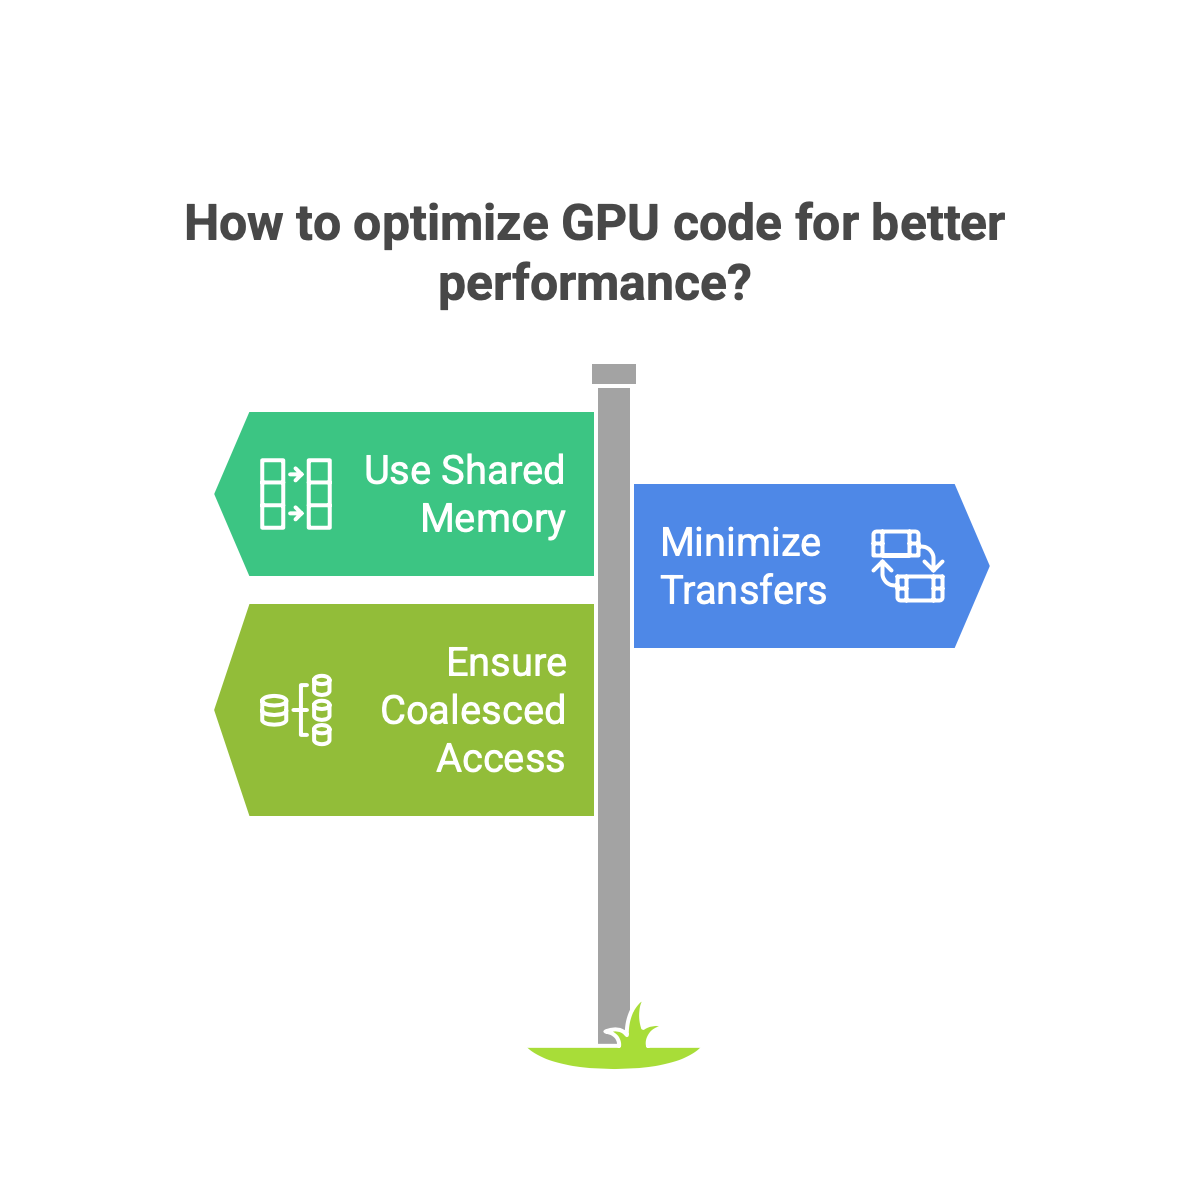 How to optimize GPU code for better
performance?
Use Shared
Memory
Minimize
Transfers
Ensure
Coalesced
Access